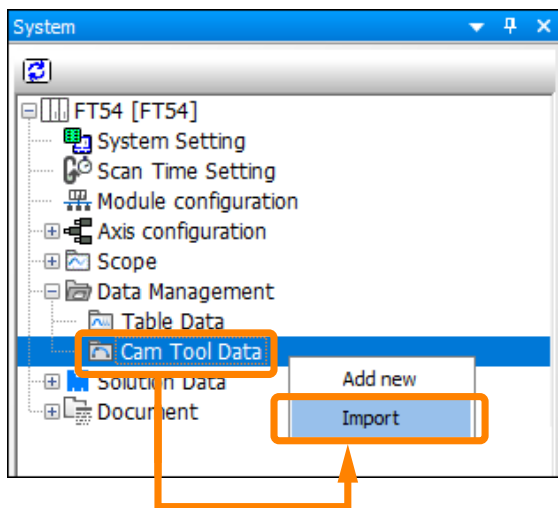 System
FT54 [FT54]
System Setting
Scan Time Setting
Module configuration
Axis configuration
Scope
Data Management
Table Data
Cam Tool Data
Add new
Solution Data
Import
Document